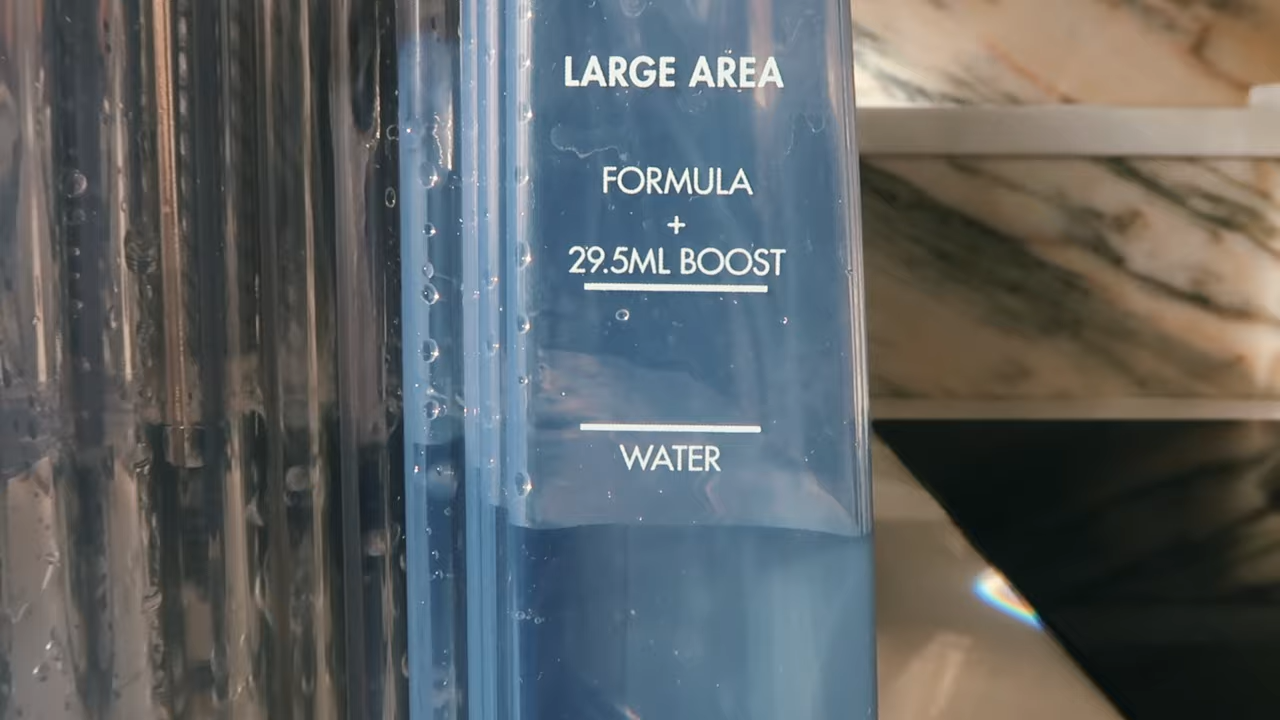 LARGE AREA
FORMULA
+
29.5ML BOOST
WATER